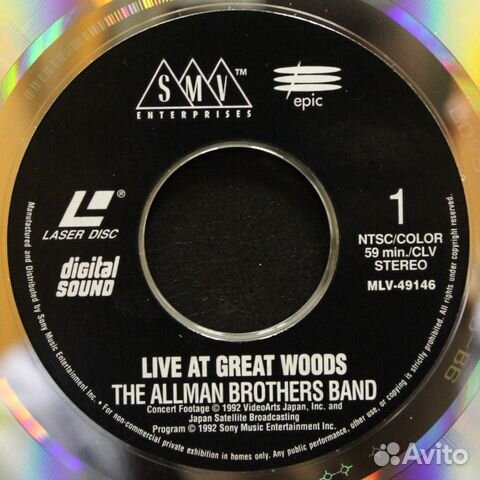 SMV™
ENTERPRISES
epic
LASER DISC ®
digital
SOUND
1
NTSC/COLOR
59 min./CLV
STEREO
MLV-49146
LIVE AT GREAT WOODS
THE ALLMAN BROTHERS BAND
Concert Footage © 1992 VideoArts Japan, Inc. and
Japan Satellite Broadcasting
Program © 1992 Sony Music Entertainment Inc.
Manufactured and Distributed by Sony Music Entertainment, Inc. • For non-commercial private exhibition in homes only. Any public performance, other use, or copying is strictly prohibited. All rights under copyright reserved.
Avito